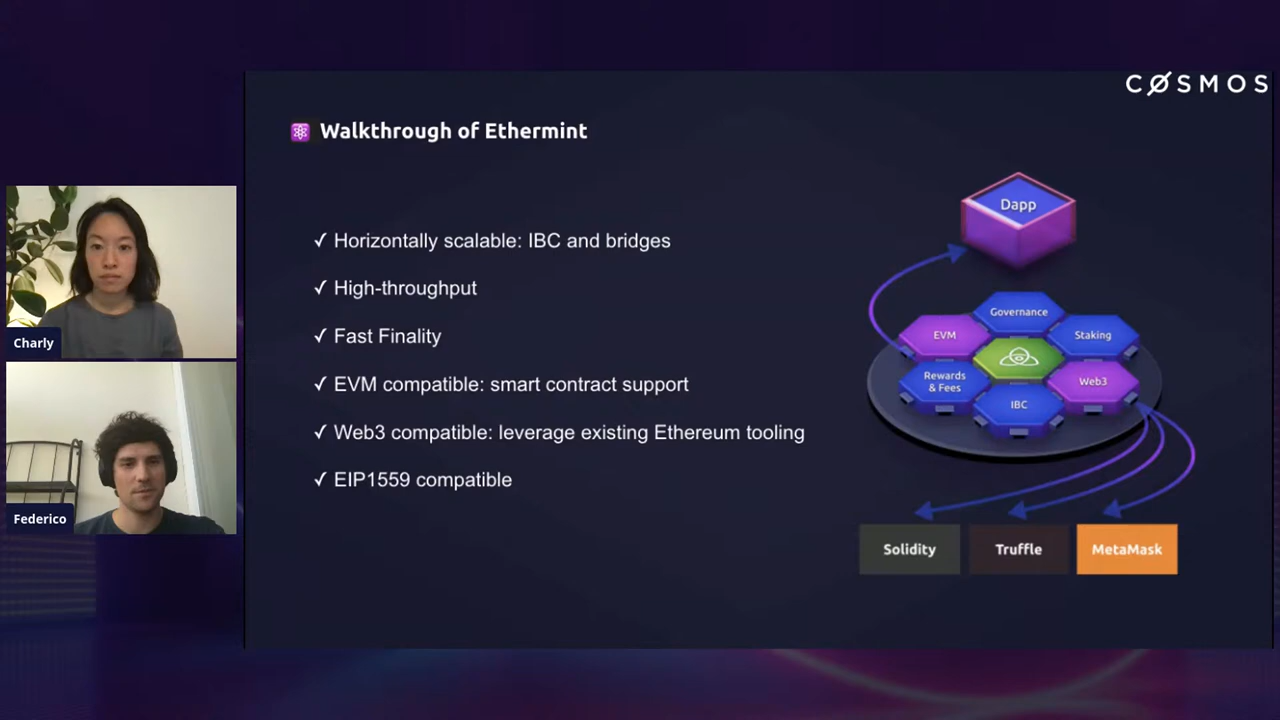 CØSMOS
Walkthrough of Ethermint
✓ Horizontally scalable: IBC and bridges
✓ High-throughput
✓ Fast Finality
✓ EVM compatible: smart contract support
✓ Web3 compatible: leverage existing Ethereum tooling
✓ EIP1559 compatible
Dapp
Governance
EVM
Staking
Rewards
& Fees
Web3
IBC
Solidity
Truffle
MetaMask
Charly
Federico